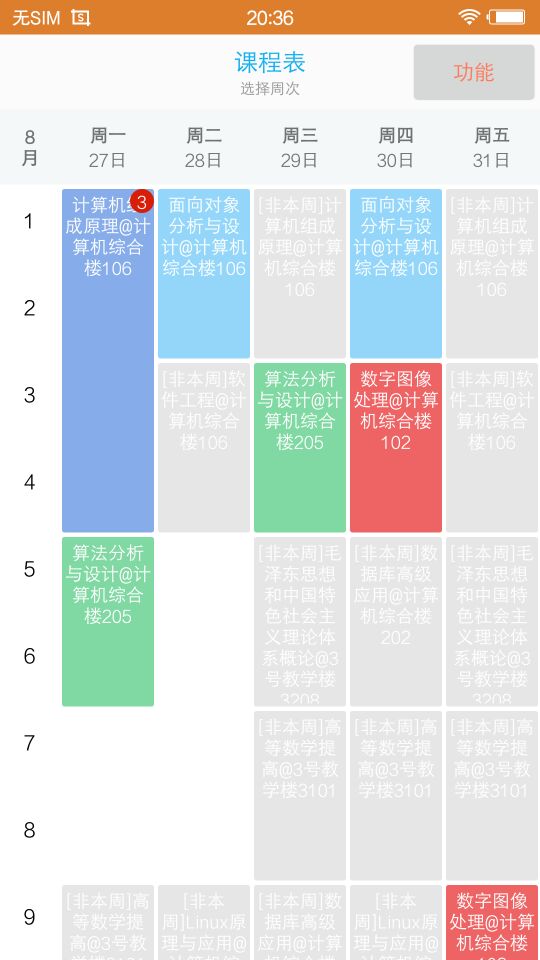 无SIM
20:36
课程表
选择周次
功能
8
月
周一
27日
周二
28日
周三
29日
周四
30日
周五
31日
1
2
3
4
5
6
7
8
9
计算机组
成原理@计
算机综合
楼106
3
面向对象
分析与设
计@计算机
综合楼106
[非本周]计
算机组成
原理@计算
机综合楼
106
面向对象
分析与设
计@计算机
综合楼106
[非本周]计
算机组成
原理@计算
机综合楼
106
[非本周]软
件工程@计
算机综合
楼106
算法分析
与设计@计
算机综合
楼205
数字图像
处理@计算
机综合楼
102
[非本周]软
件工程@计
算机综合
楼106
算法分析
与设计@计
算机综合
楼205
[非本周]毛
泽东思想
和中国特
色社会主
义理论体
系概论@3
号教学楼
3208
[非本周]数
据库高级
应用@计算
机综合楼
202
[非本周]毛
泽东思想
和中国特
色社会主
义理论体
系概论@3
号教学楼
3208
[非本周]高
等数学提
高@3号教
学楼3101
[非本周]高
等数学提
高@3号教
学楼3101
[非本周]高
等数学提
高@3号教
学楼3101
[非本周]高
等数学提
高@3号教
学楼3101
[非本
周]Linux原
理与应用@
计算机综
[非本周]数
据库高级
应用@计算
机综合楼
[非本
周]Linux原
理与应用@
计算机综
数字图像
处理@计算
机综合楼